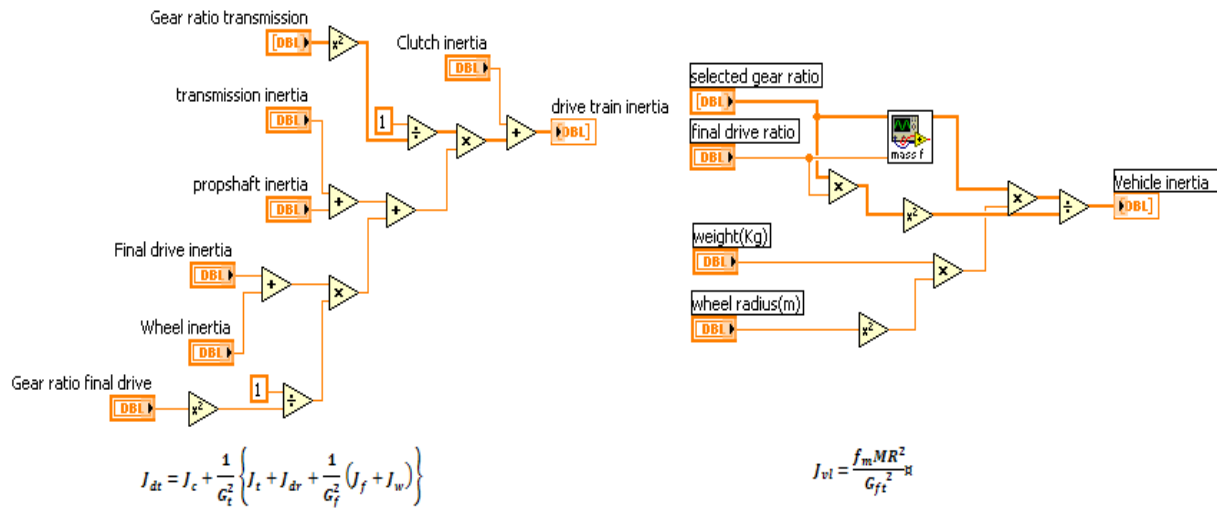 Gear ratio transmission
[DBL]
x²
Clutch inertia
DBL
transmission inertia
DBL
1
÷
x
+
drive train inertia
DBL]
propshaft inertia
DBL
+
+
Final drive inertia
DBL
+
x
Wheel inertia
DBL
Gear ratio final drive
DBL
x²
1
÷
J_dt = J_c + 1/G_t² {J_t + J_dr + 1/G_f² (J_f + J_w)}
selected gear ratio
[DBL
final drive ratio
DBL
mass f
x
x²
x
÷
Vehicle inertia
DBL]
weight(Kg)
DBL
x
wheel radius(m)
DBL
x²
J_vl = f_m MR² / G_ft² ¤